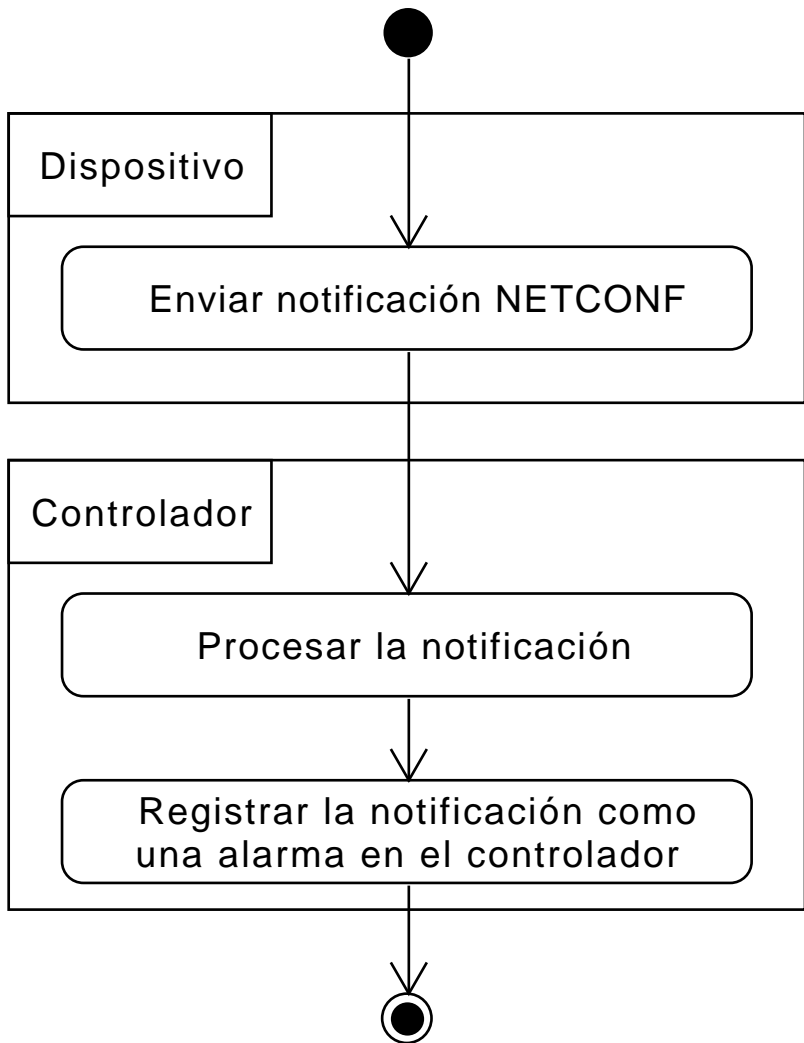 Dispositivo
Enviar notificación NETCONF
Controlador
Procesar la notificación
Registrar la notificación como
una alarma en el controlador